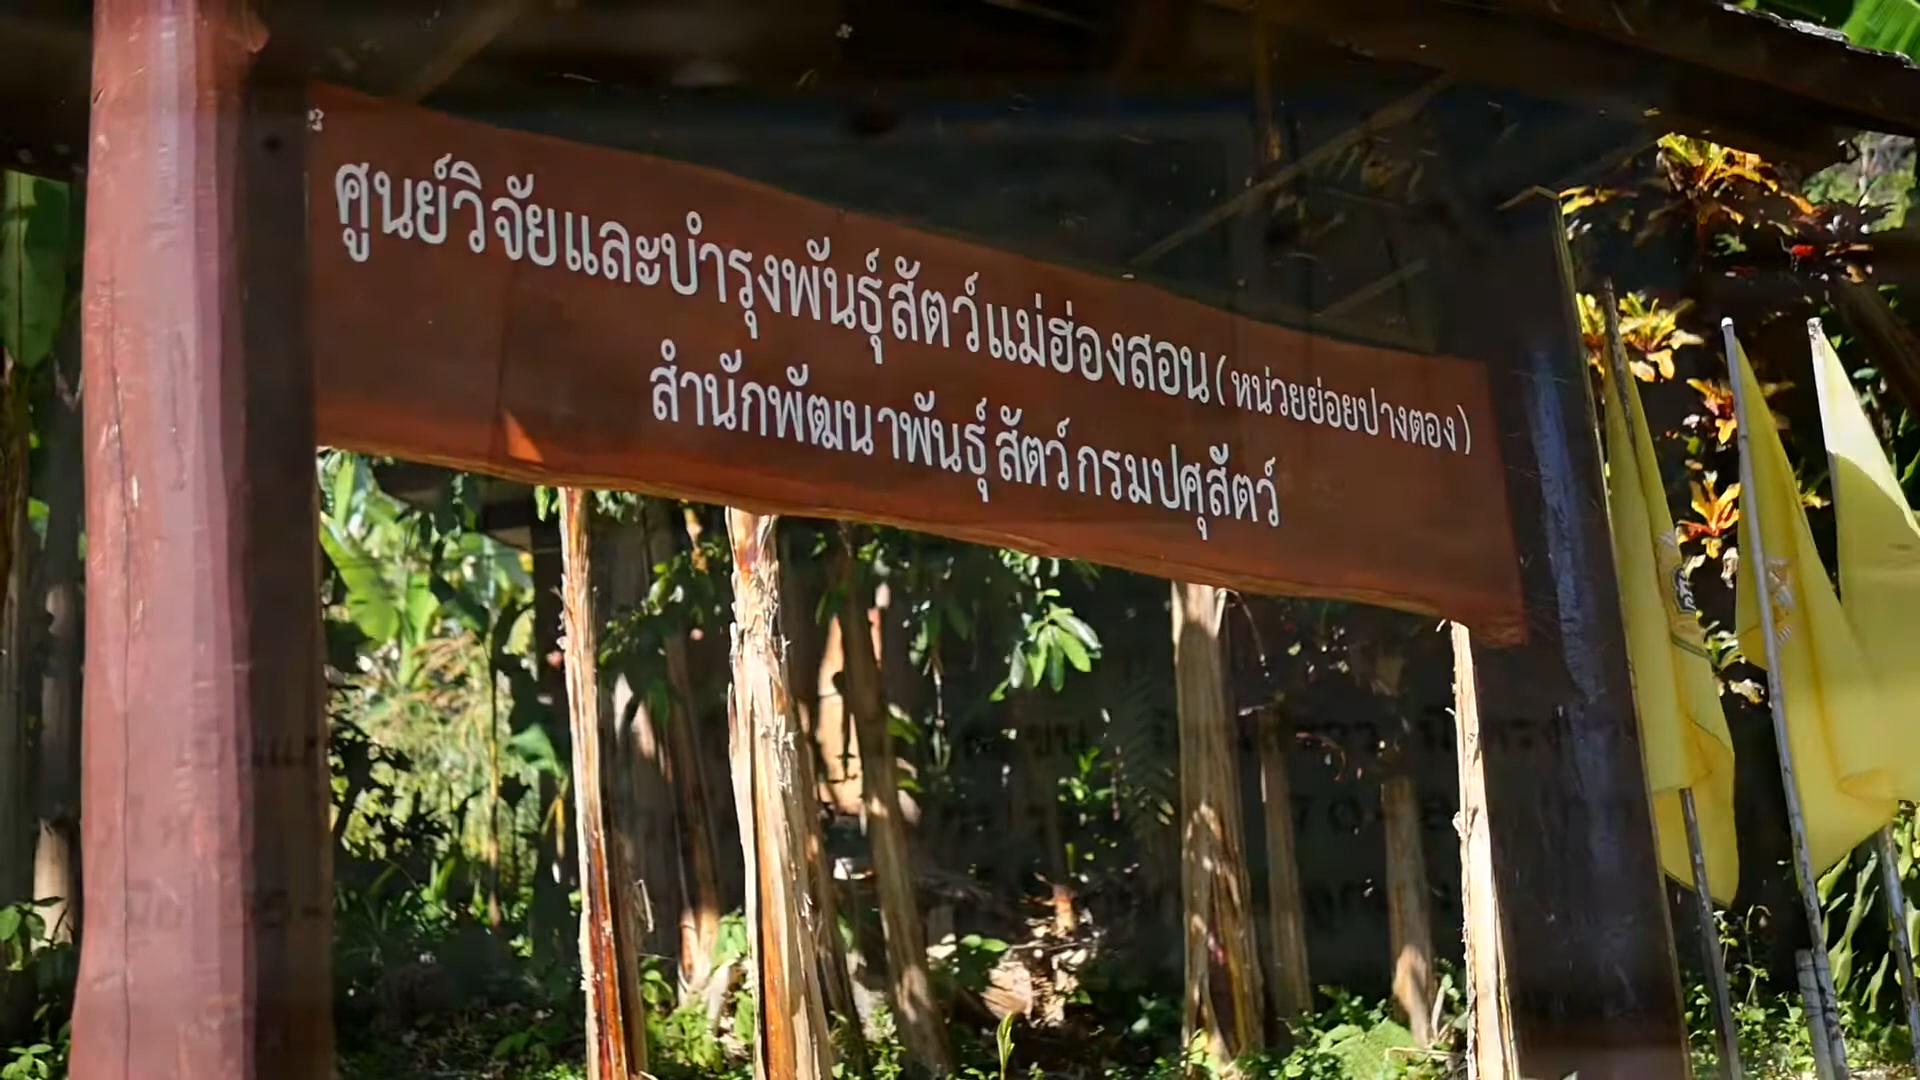 ศูนย์วิจัยและบำรุงพันธุ์สัตว์แม่ฮ่องสอน (หน่วยย่อยปางตอง)
สำนักพัฒนาพันธุ์สัตว์ กรมปศุสัตว์